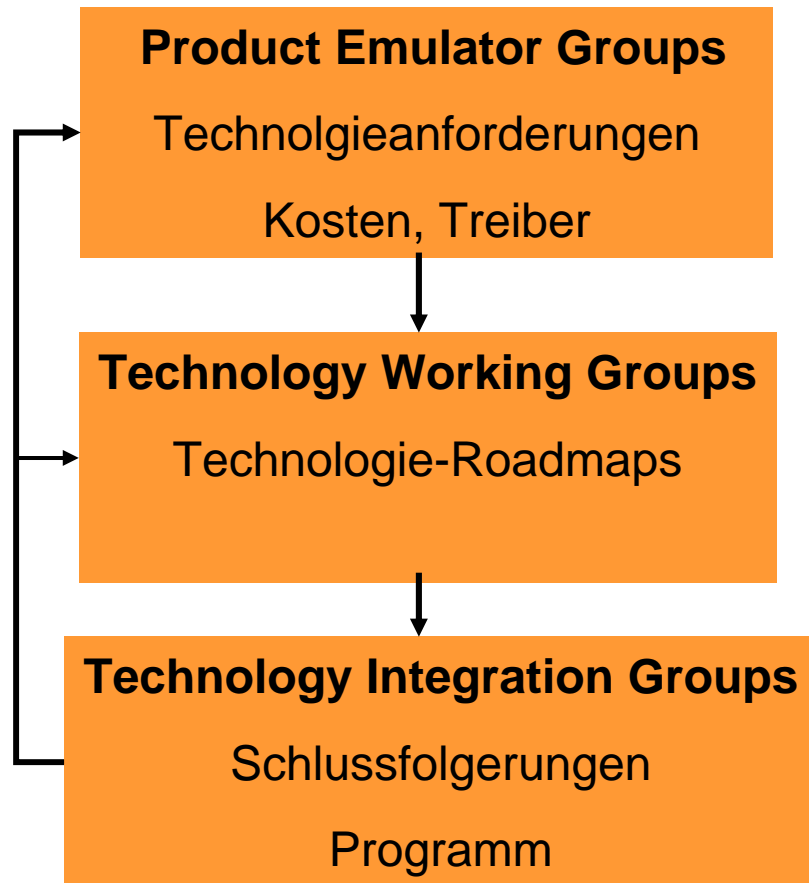 Product Emulator Groups
Technolgieanforderungen
Kosten, Treiber
Technology Working Groups
Technologie-Roadmaps
Technology Integration Groups
Schlussfolgerungen
Programm